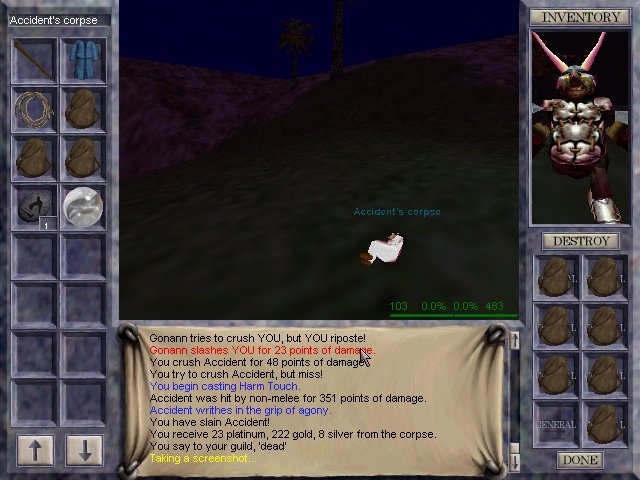 Accident's corpse
INVENTORY
1
Accident's corpse
DESTROY
103 0.0% 0.0% 483
L
L
L
L
L
L
GENERAL
L
DONE
Gonann tries to crush YOU, but YOU riposte!
Gonann slashes YOU for 23 points of damage.
You crush Accident for 48 points of damage.
You try to crush Accident, but miss!
You begin casting Harm Touch.
Accident was hit by non-melee for 351 points of damage.
Accident writhes in the grip of agony.
You have slain Accident!
You receive 23 platinum, 222 gold, 8 silver from the corpse.
You say to your guild, 'dead'
Taking a screenshot...